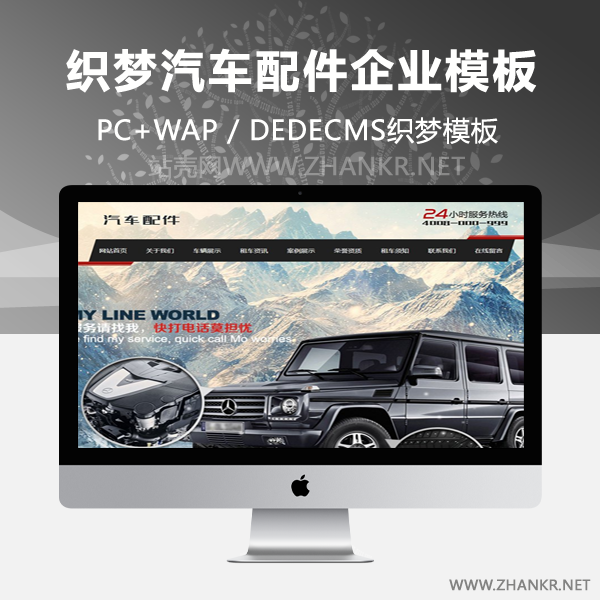 织梦汽车配件企业模板
PC+WAP / DEDECMS织梦模板
站壳网WWW.ZHANKR.NET
汽车配件
24小时服务热线
4008-000-999
网站首页 关于我们 车辆展示 租车资讯 案例展示 荣誉资质 租车须知 联系我们 在线留言
MY LINE WORLD
服务请找我，快打电话莫担忧
find my service, quick call Mo worries
WWW.ZHANKR.NET